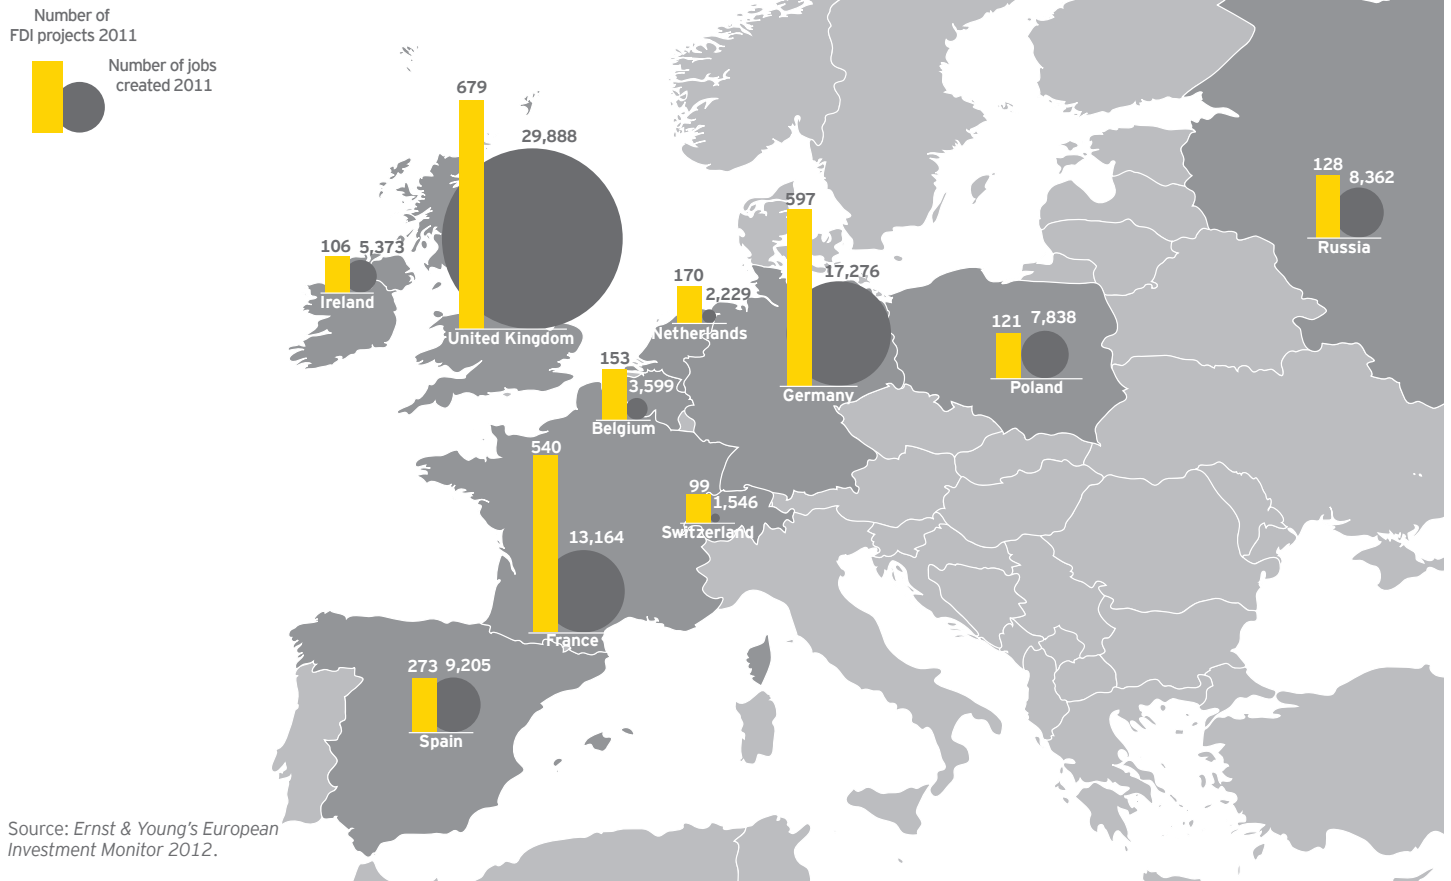 Number of
FDI projects 2011
Number of jobs
created 2011
679
29,888
United Kingdom
106 5,373
Ireland
170
2,229
Netherlands
597
17,276
Germany
128
8,362
Russia
121 7,838
Poland
153
3,599
Belgium
540
13,164
France
99
1,546
Switzerland
273 9,205
Spain
Source: Ernst & Young's European
Investment Monitor 2012.